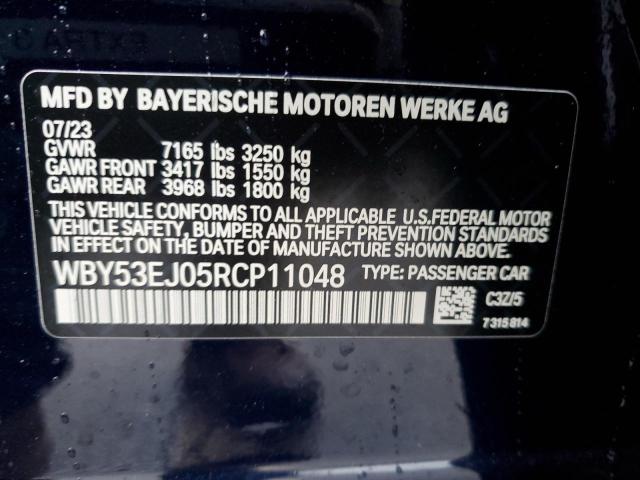 MFD BY BAYERISCHE MOTOREN WERKE AG
07/23
GVWR 7165 lbs 3250 kg
GAWR FRONT 3417 lbs 1550 kg
GAWR REAR 3968 lbs 1800 kg
THIS VEHICLE CONFORMS TO ALL APPLICABLE U.S.FEDERAL MOTOR
VEHICLE SAFETY, BUMPER AND THEFT PREVENTION STANDARDS
IN EFFECT ON THE DATE OF MANUFACTURE SHOWN ABOVE.
WBY53EJ05RCP11048 TYPE: PASSENGER CAR
C3Z/5
7315814